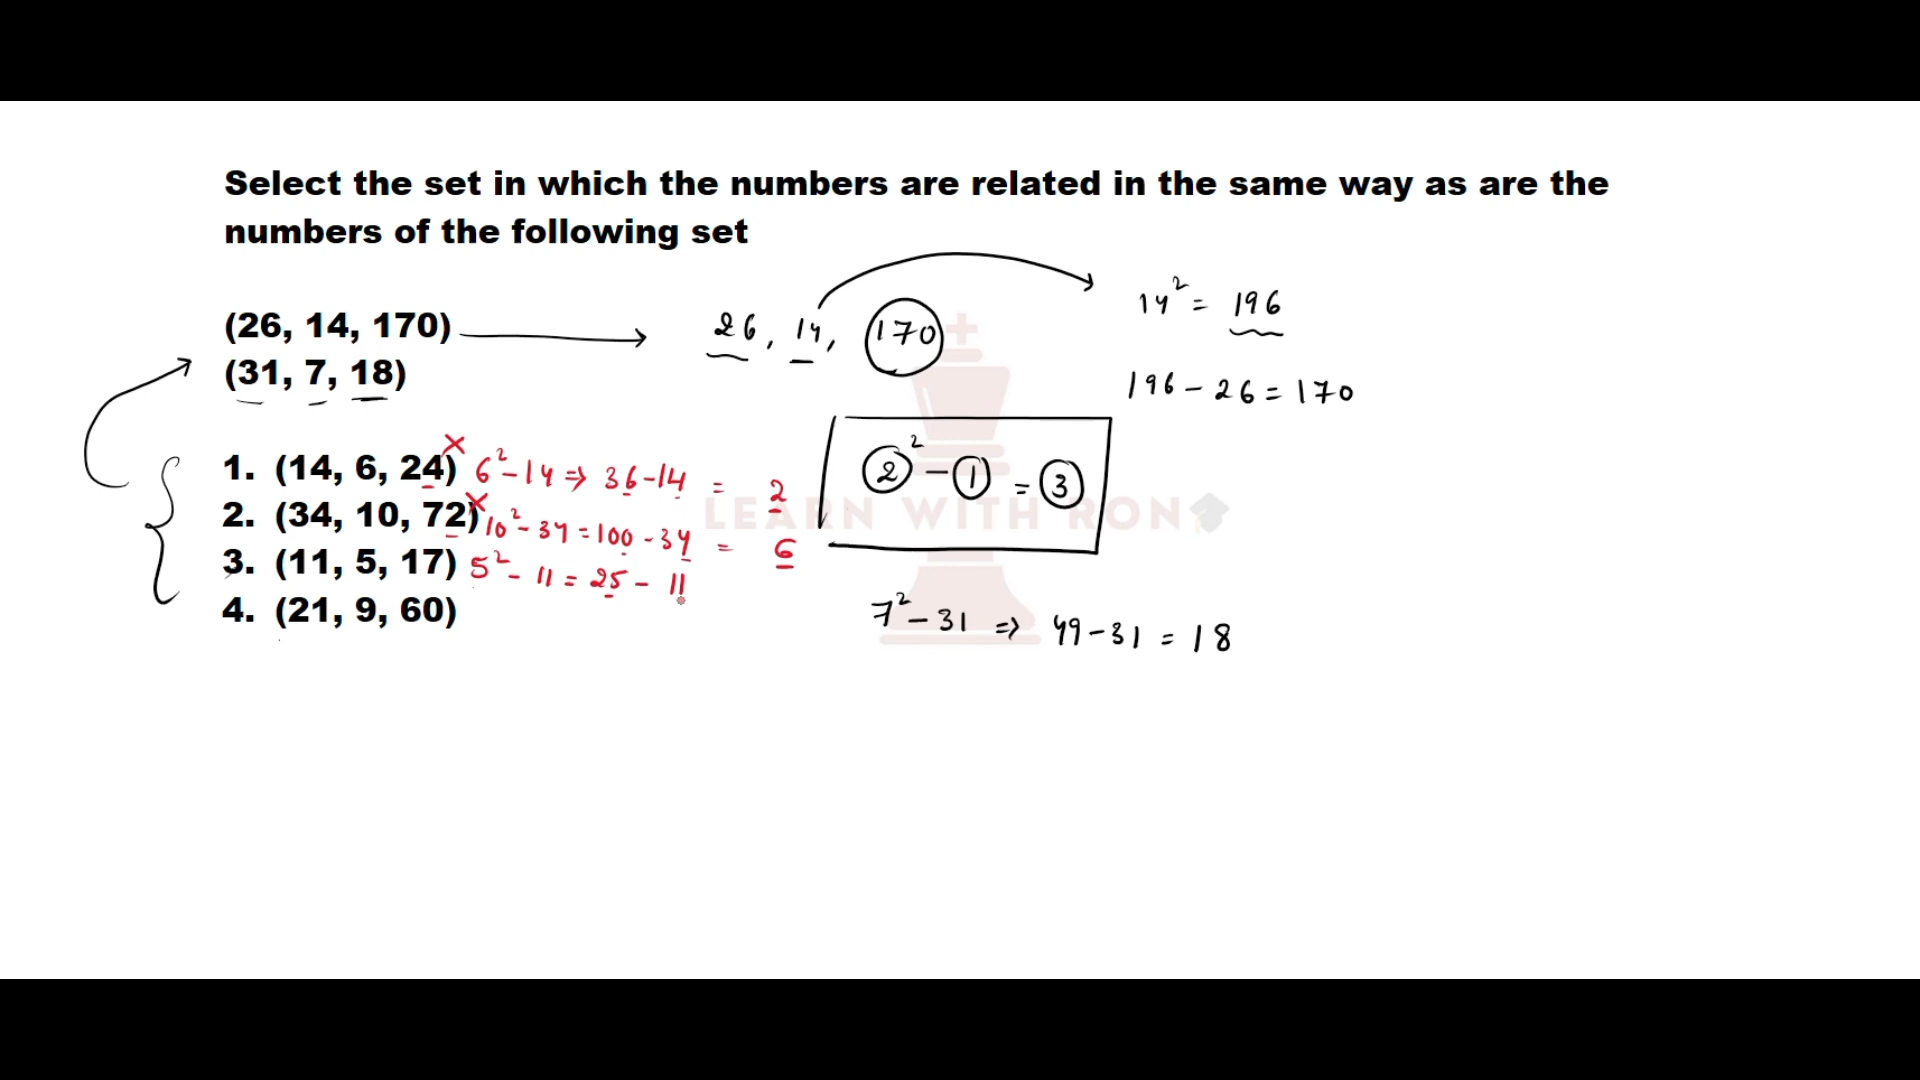 Select the set in which the numbers are related in the same way as are the
numbers of the following set
(26, 14, 170)
(31, 7, 18)
26, 14, 170
14² = 196
196 - 26 = 170
1. (14, 6, 24) × 6² - 14 ⇒ 36 - 14 = 2
2. (34, 10, 72) × 10² - 34 = 100 - 34 = 6
3. (11, 5, 17) 5² - 11 = 25 - 11
4. (21, 9, 60)
2² - 1 = 3
LEARN WITH RON
7² - 31 ⇒ 49 - 31 = 18